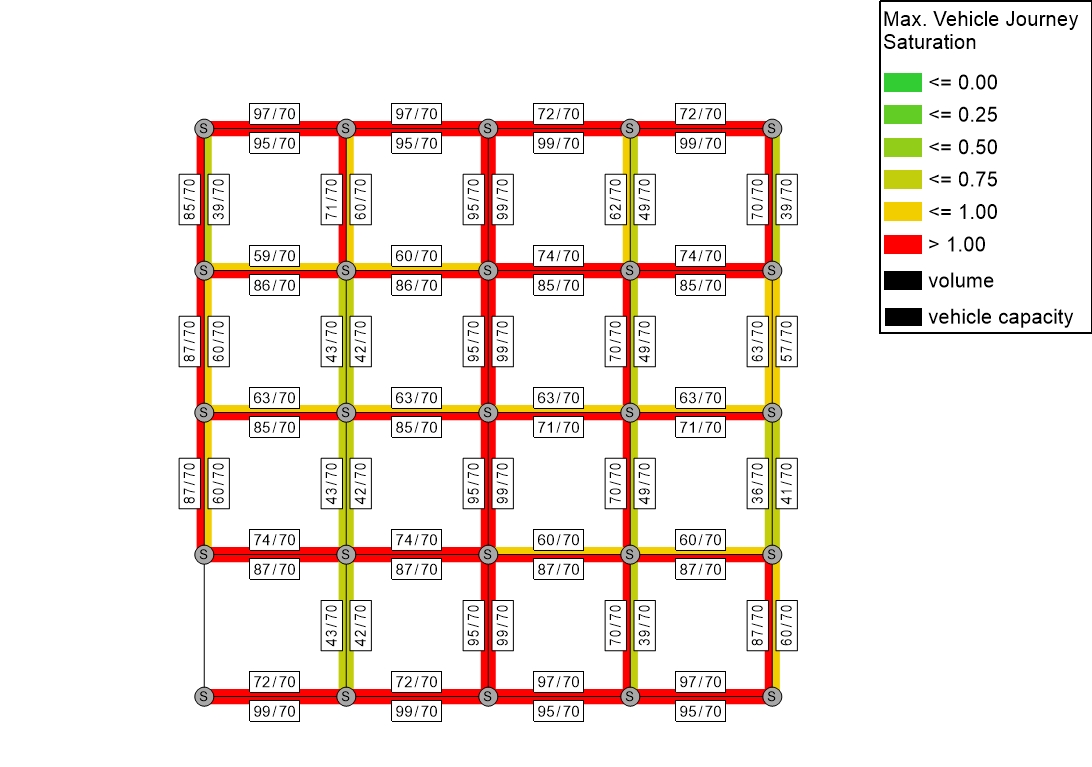 Max. Vehicle Journey
Saturation
<= 0.00
<= 0.25
<= 0.50
<= 0.75
<= 1.00
> 1.00
volume
vehicle capacity
97/70 97/70 72/70 72/70
S S S S S
95/70 95/70 99/70 99/70
85/70 39/70 71/70 60/70 95/70 99/70 62/70 49/70 70/70 39/70
59/70 60/70 74/70 74/70
S S S S S
86/70 86/70 85/70 85/70
87/70 60/70 43/70 42/70 95/70 99/70 70/70 49/70 63/70 57/70
63/70 63/70 63/70 63/70
S S S S S
85/70 85/70 71/70 71/70
87/70 60/70 43/70 42/70 95/70 99/70 70/70 49/70 36/70 41/70
74/70 74/70 60/70 60/70
S S S S S
87/70 87/70 87/70 87/70
43/70 42/70 95/70 99/70 70/70 39/70 87/70 60/70
72/70 72/70 97/70 97/70
S S S S S
99/70 99/70 95/70 95/70